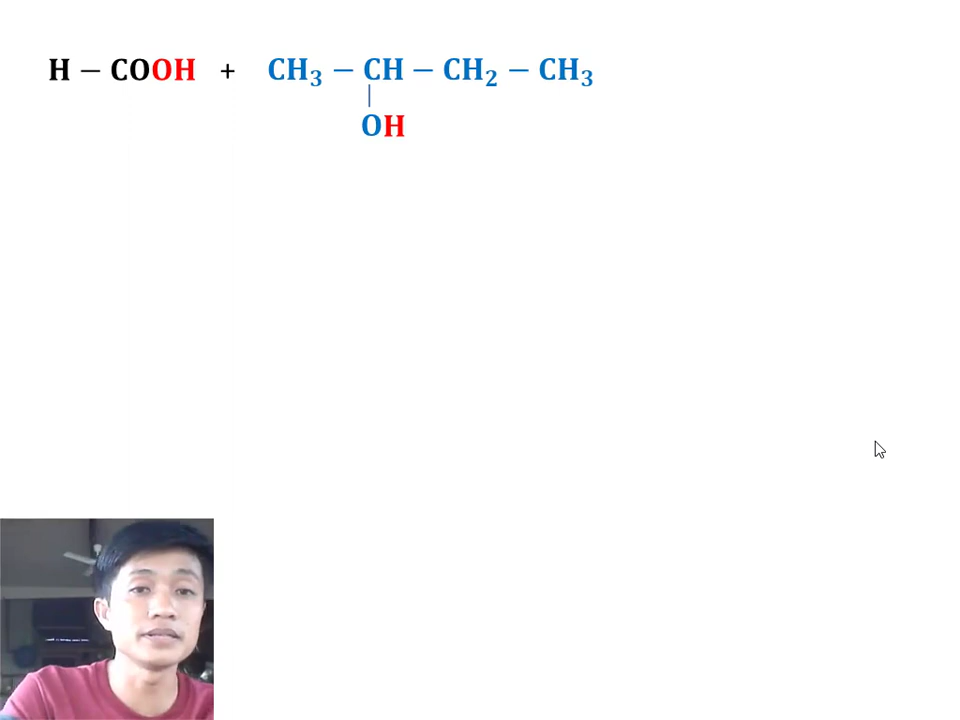 H − COOH + CH₃ − CH − CH₂ − CH₃
OH